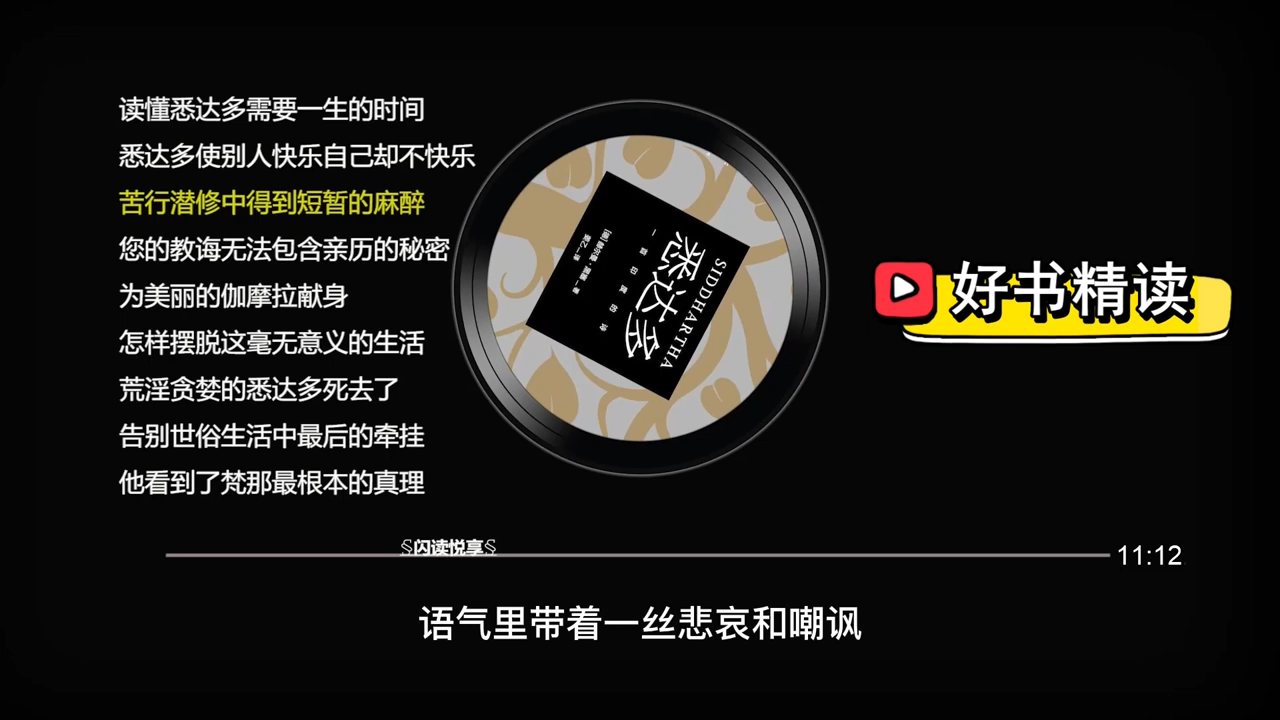 读懂悉达多需要一生的时间
悉达多使别人快乐自己却不快乐
苦行潜修中得到短暂的麻醉
您的教诲无法包含亲历的秘密
为美丽的伽摩拉献身
怎样摆脱这毫无意义的生活
荒淫贪婪的悉达多死去了
告别世俗生活中最后的牵挂
他看到了梵那最根本的真理
SIDDHARTHA
悉达多
一首印度的诗
好书精读
§闪读悦享§
11:12
语气里带着一丝悲哀和嘲讽